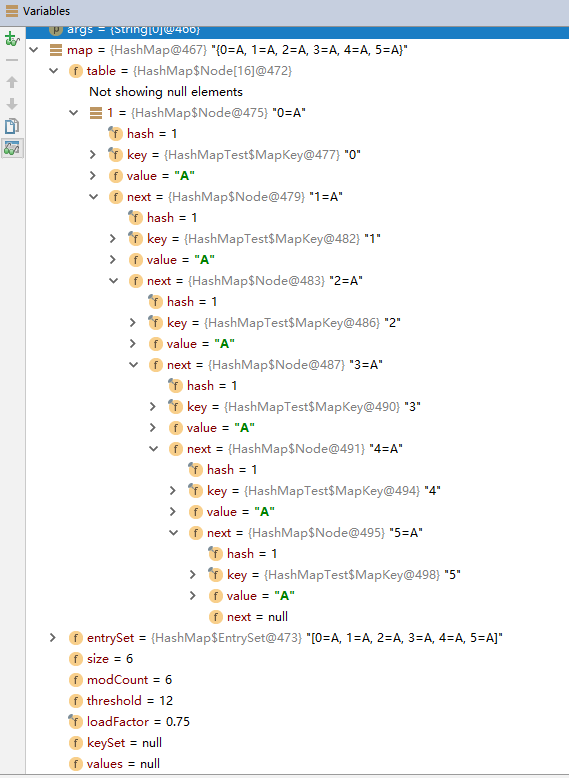 Variables
args = {String[0]@466}
map = {HashMap@467} "{0=A, 1=A, 2=A, 3=A, 4=A, 5=A}"
table = {HashMap$Node[16]@472}
Not showing null elements
1 = {HashMap$Node@475} "0=A"
hash = 1
key = {HashMapTest$MapKey@477} "0"
value = "A"
next = {HashMap$Node@479} "1=A"
hash = 1
key = {HashMapTest$MapKey@482} "1"
value = "A"
next = {HashMap$Node@483} "2=A"
hash = 1
key = {HashMapTest$MapKey@486} "2"
value = "A"
next = {HashMap$Node@487} "3=A"
hash = 1
key = {HashMapTest$MapKey@490} "3"
value = "A"
next = {HashMap$Node@491} "4=A"
hash = 1
key = {HashMapTest$MapKey@494} "4"
value = "A"
next = {HashMap$Node@495} "5=A"
hash = 1
key = {HashMapTest$MapKey@498} "5"
value = "A"
next = null
entrySet = {HashMap$EntrySet@473} "[0=A, 1=A, 2=A, 3=A, 4=A, 5=A]"
size = 6
modCount = 6
threshold = 12
loadFactor = 0.75
keySet = null
values = null